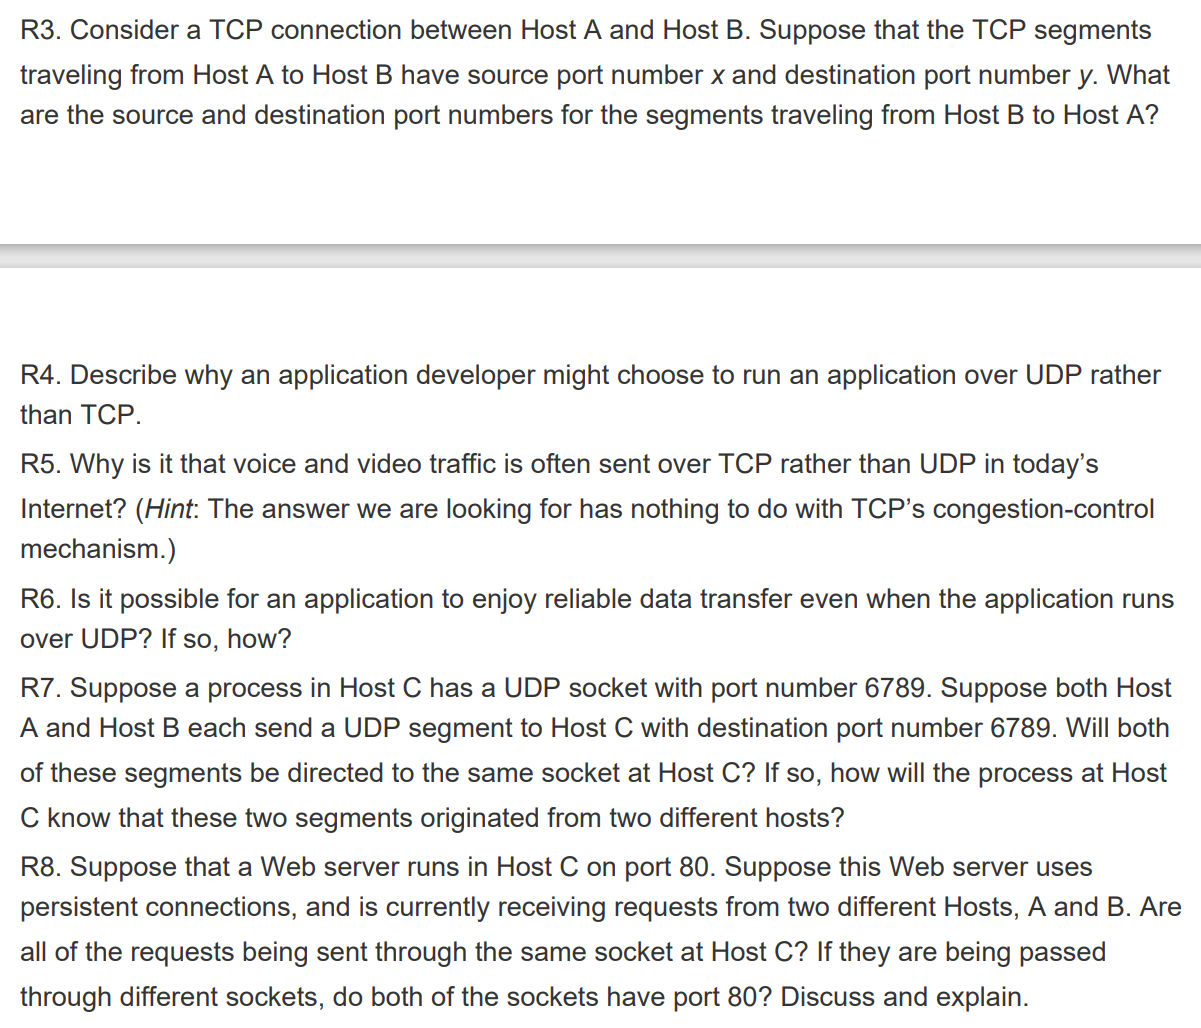 R3. Consider a TCP connection between Host A and Host B. Suppose that the TCP segments
traveling from Host A to Host B have source port number x and destination port number y. What
are the source and destination port numbers for the segments traveling from Host B to Host A?
R4. Describe why an application developer might choose to run an application over UDP rather
than TCP.
R5. Why is it that voice and video traffic is often sent over TCP rather than UDP in today’s
Internet? (Hint: The answer we are looking for has nothing to do with TCP’s congestion-control
mechanism.)
R6. Is it possible for an application to enjoy reliable data transfer even when the application runs
over UDP? If so, how?
R7. Suppose a process in Host C has a UDP socket with port number 6789. Suppose both Host
A and Host B each send a UDP segment to Host C with destination port number 6789. Will both
of these segments be directed to the same socket at Host C? If so, how will the process at Host
C know that these two segments originated from two different hosts?
R8. Suppose that a Web server runs in Host C on port 80. Suppose this Web server uses
persistent connections, and is currently receiving requests from two different Hosts, A and B. Are
all of the requests being sent through the same socket at Host C? If they are being passed
through different sockets, do both of the sockets have port 80? Discuss and explain.